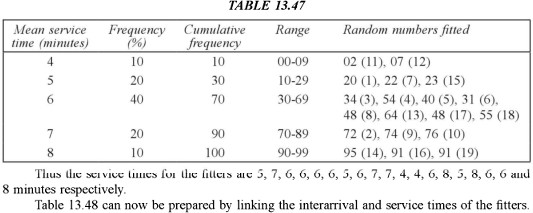 TABLE 13.47
Mean service time (minutes) Frequency (%) Cumulative frequency Range Random numbers fitted
4 10 10 00-09 02 (11), 07 (12)
5 20 30 10-29 20 (1), 22 (7), 23 (15)
6 40 70 30-69 34 (3), 54 (4), 40 (5), 31 (6),
48 (8), 64 (13), 48 (17), 55 (18)
7 20 90 70-89 72 (2), 74 (9), 76 (10)
8 10 100 90-99 95 (14), 91 (16), 91 (19)
Thus the service times for the fitters are 5, 7, 6, 6, 6, 6, 5, 6, 7, 7, 4, 4, 6, 8, 5, 8, 6, 6 and
8 minutes respectively.
Table 13.48 can now be prepared by linking the interarrival and service times of the fitters.